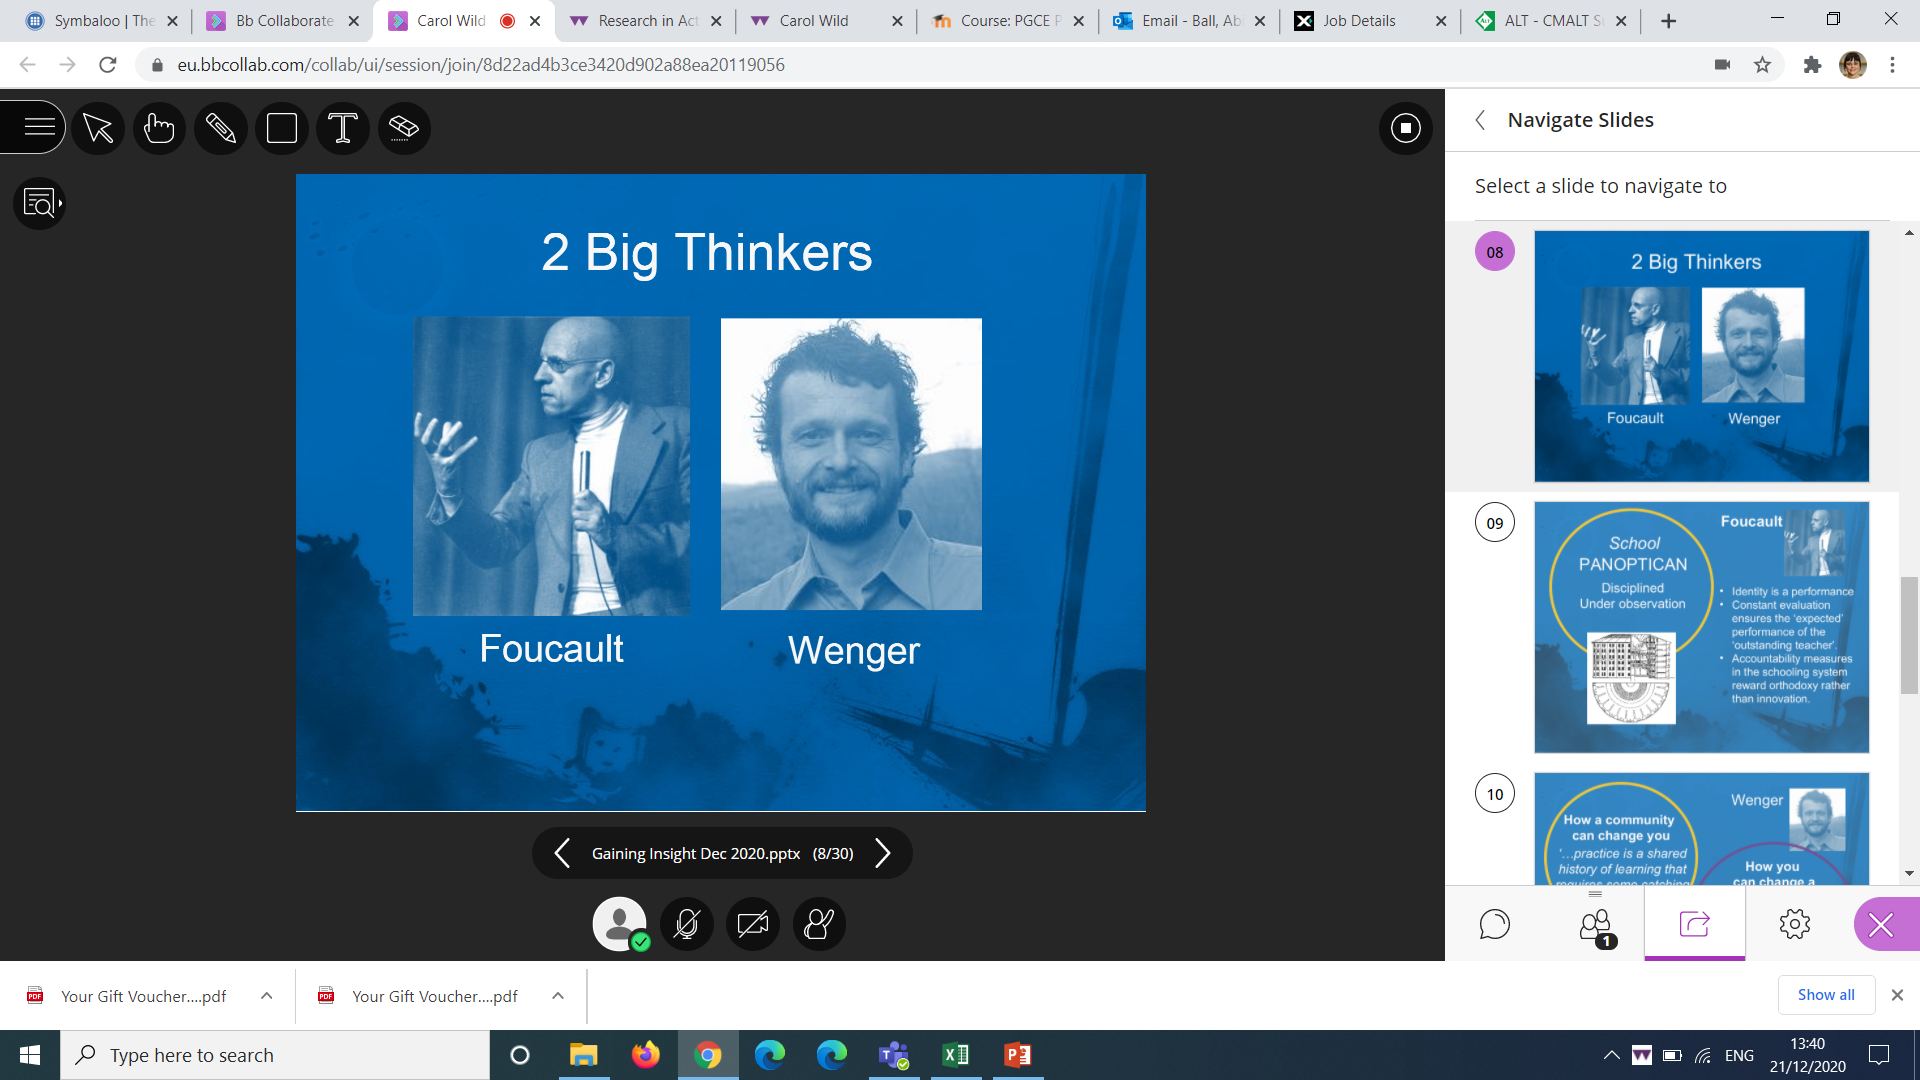 Symbaloo | The
Bb Collaborate
Carol Wild
Research in Act
Carol Wild
Course: PGCE P
Email - Ball, Ab
Job Details
ALT - CMALT S
eu.bbcollab.com/collab/ui/session/join/8d22ad4b3ce3420d902a88ea20119056
2 Big Thinkers
Foucault
Wenger
Gaining Insight Dec 2020.pptx (8/30)
Navigate Slides
Select a slide to navigate to
08
2 Big Thinkers
Foucault
Wenger
09
School
PANOPTICAN
Disciplined
Under observation
Foucault
• Identity is a performance
• Constant evaluation
ensures the 'expected'
performance of the
'outstanding teacher'.
• Accountability measures
in the schooling system
reward orthodoxy rather
than innovation.
10
How a community
can change you
'…practice is a shared
history of learning that
requires some catching
Wenger
How you
can change a
1
Your Gift Voucher....pdf
Your Gift Voucher....pdf
Show all
Type here to search
ENG
13:40
21/12/2020